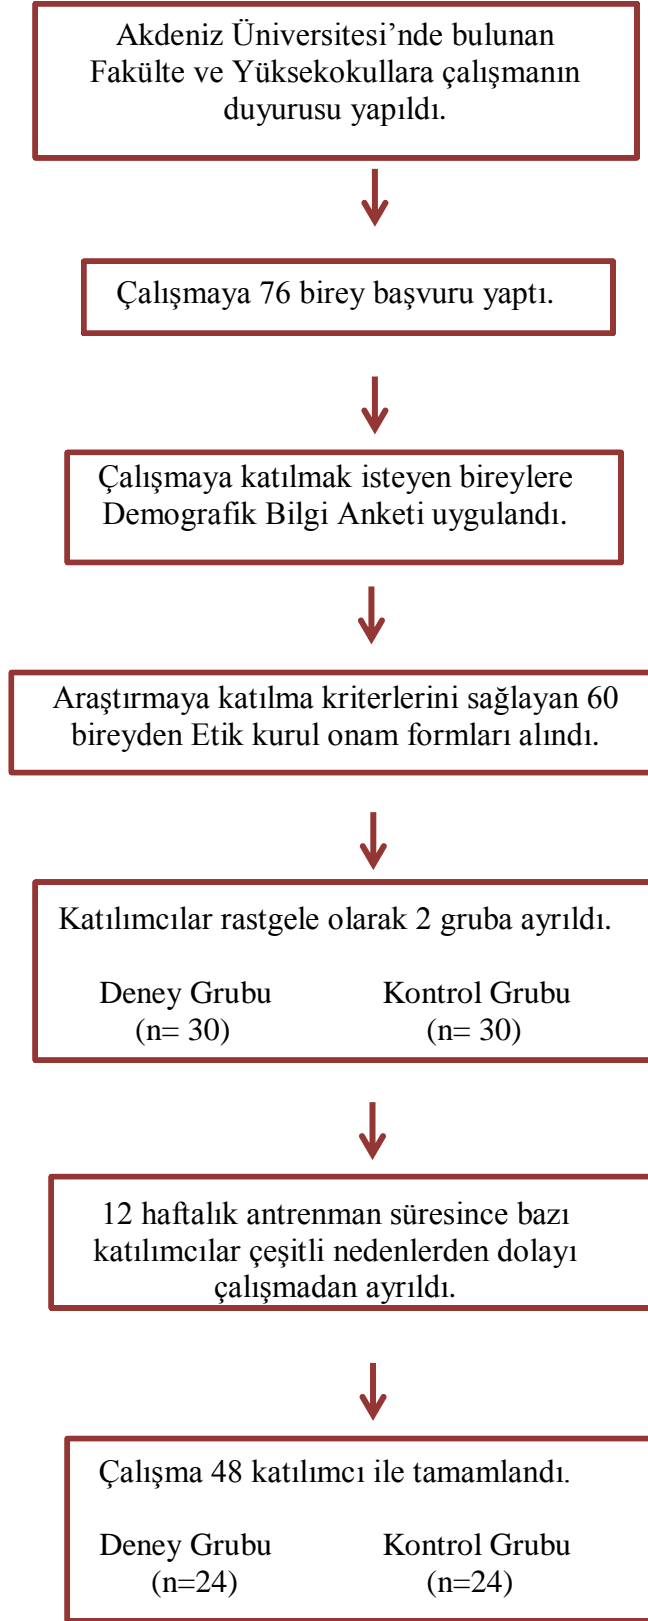 Akdeniz Üniversitesi’nde bulunan
Fakülte ve Yüksekokullara çalışmanın
duyurusu yapıldı.
Çalışmaya 76 birey başvuru yaptı.
Çalışmaya katılmak isteyen bireylere
Demografik Bilgi Anketi uygulandı.
Araştırmaya katılma kriterlerini sağlayan 60
bireyden Etik kurul onam formları alındı.
Katılımcılar rastgele olarak 2 gruba ayrıldı.
Deney Grubu Kontrol Grubu
(n= 30) (n= 30)
12 haftalık antrenman süresince bazı
katılımcılar çeşitli nedenlerden dolayı
çalışmadan ayrıldı.
Çalışma 48 katılımcı ile tamamlandı.
Deney Grubu Kontrol Grubu
(n=24) (n=24)